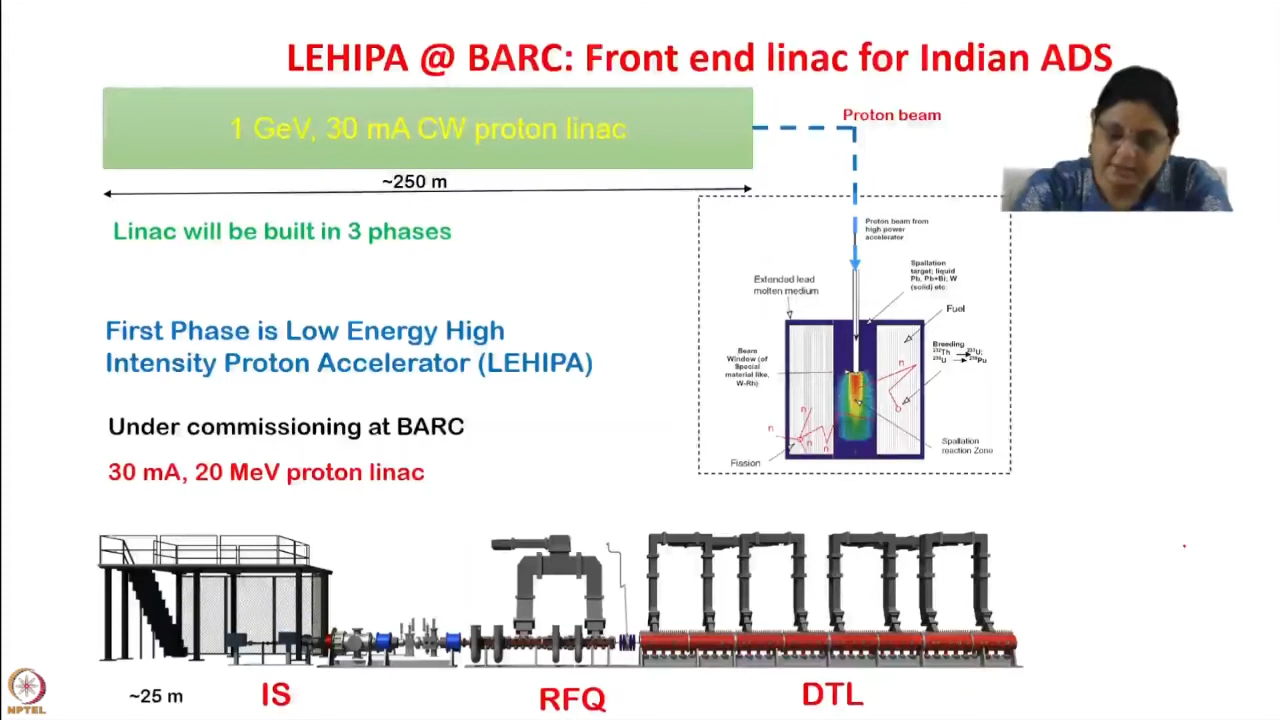 LEHIPA @ BARC: Front end linac for Indian ADS
1 GeV, 30 mA CW proton linac
Proton beam
~250 m
Linac will be built in 3 phases
First Phase is Low Energy High
Intensity Proton Accelerator (LEHIPA)
Under commissioning at BARC
30 mA, 20 MeV proton linac
Proton beam from
high power
accelerator
Spallation
target; liquid
Pb, Pb+Bi; W
(solid) etc
Extended lead
molten medium
Fuel
Beam
Window (of
Special
material like,
W-Rh)
Breeding
²³²Th → ²³³U;
²³⁸U → ²³⁹Pu
n
n
n
n
n
Fission
Spallation
reaction Zone
~25 m
IS
RFQ
DTL
NPTEL